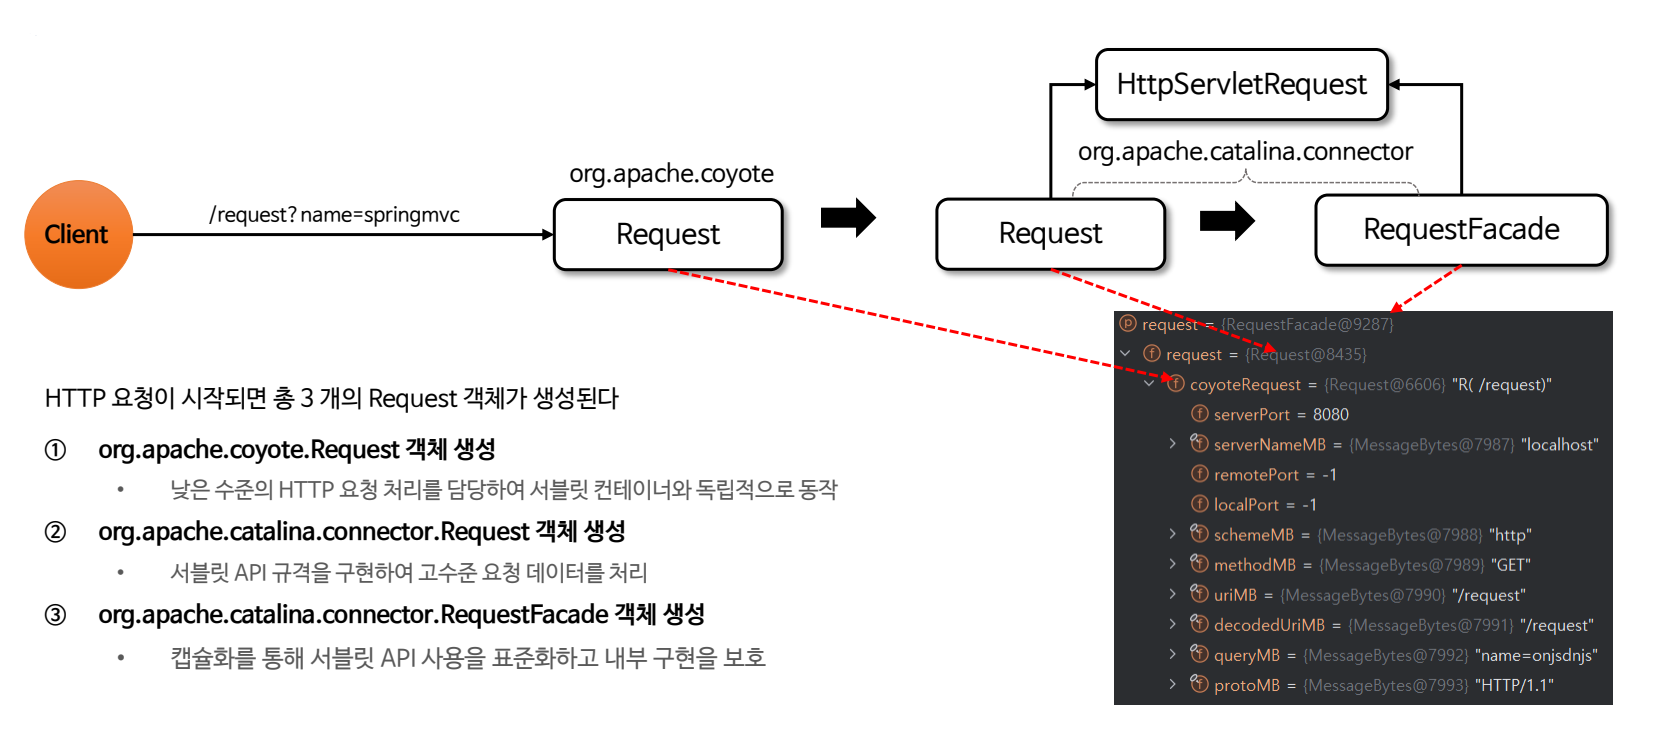 HttpServletRequest
org.apache.catalina.connector
org.apache.coyote
Client
/request?name=springmvc
Request
Request
RequestFacade
request = {RequestFacade@9287}
request = {Request@8435}
coyoteRequest = {Request@6606} "R( /request)"
serverPort = 8080
serverNameMB = {MessageBytes@7987} "localhost"
remotePort = -1
localPort = -1
schemeMB = {MessageBytes@7988} "http"
methodMB = {MessageBytes@7989} "GET"
uriMB = {MessageBytes@7990} "/request"
decodedUriMB = {MessageBytes@7991} "/request"
queryMB = {MessageBytes@7992} "name=onjsdnjs"
protoMB = {MessageBytes@7993} "HTTP/1.1"
HTTP 요청이 시작되면 총 3 개의 Request 객체가 생성된다
① org.apache.coyote.Request 객체 생성
• 낮은 수준의 HTTP 요청 처리를 담당하여 서블릿 컨테이너와 독립적으로 동작
② org.apache.catalina.connector.Request 객체 생성
• 서블릿 API 규격을 구현하여 고수준 요청 데이터를 처리
③ org.apache.catalina.connector.RequestFacade 객체 생성
• 캡슐화를 통해 서블릿 API 사용을 표준화하고 내부 구현을 보호